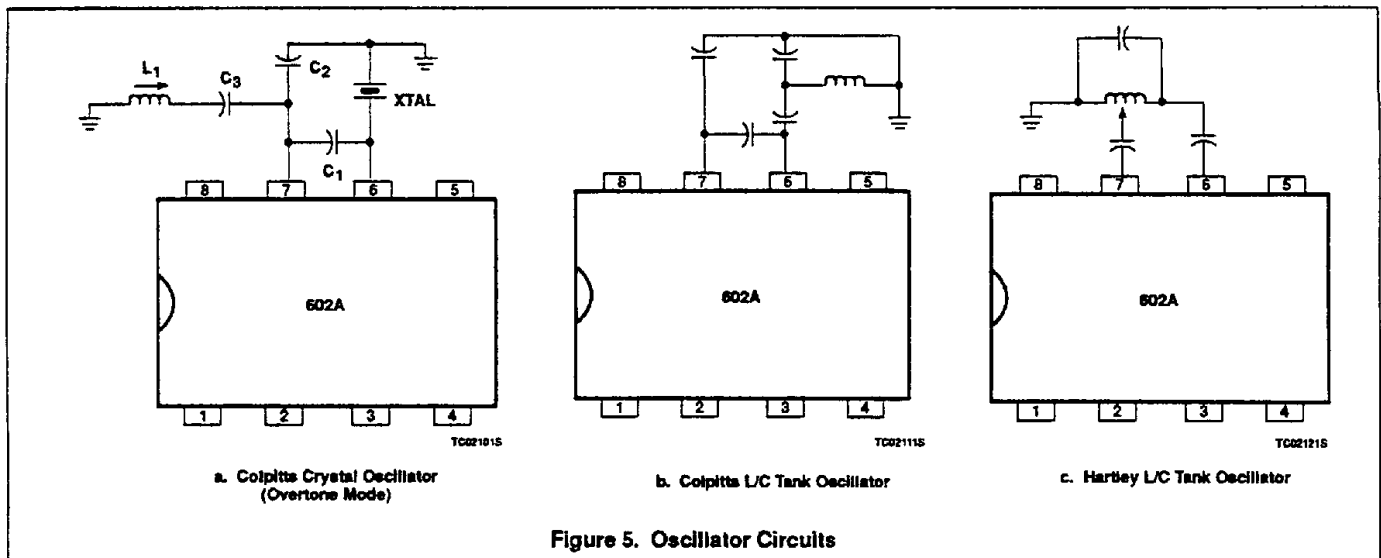 L1
C3
C2
XTAL
C1
8 7 6 5
602A
1 2 3 4
TC02101S
a. Colpitts Crystal Oscillator
(Overtone Mode)
8 7 6 5
602A
1 2 3 4
TC02111S
b. Colpitts L/C Tank Oscillator
8 7 6 5
602A
1 2 3 4
TC02121S
c. Hartley L/C Tank Oscillator
Figure 5. Oscillator Circuits